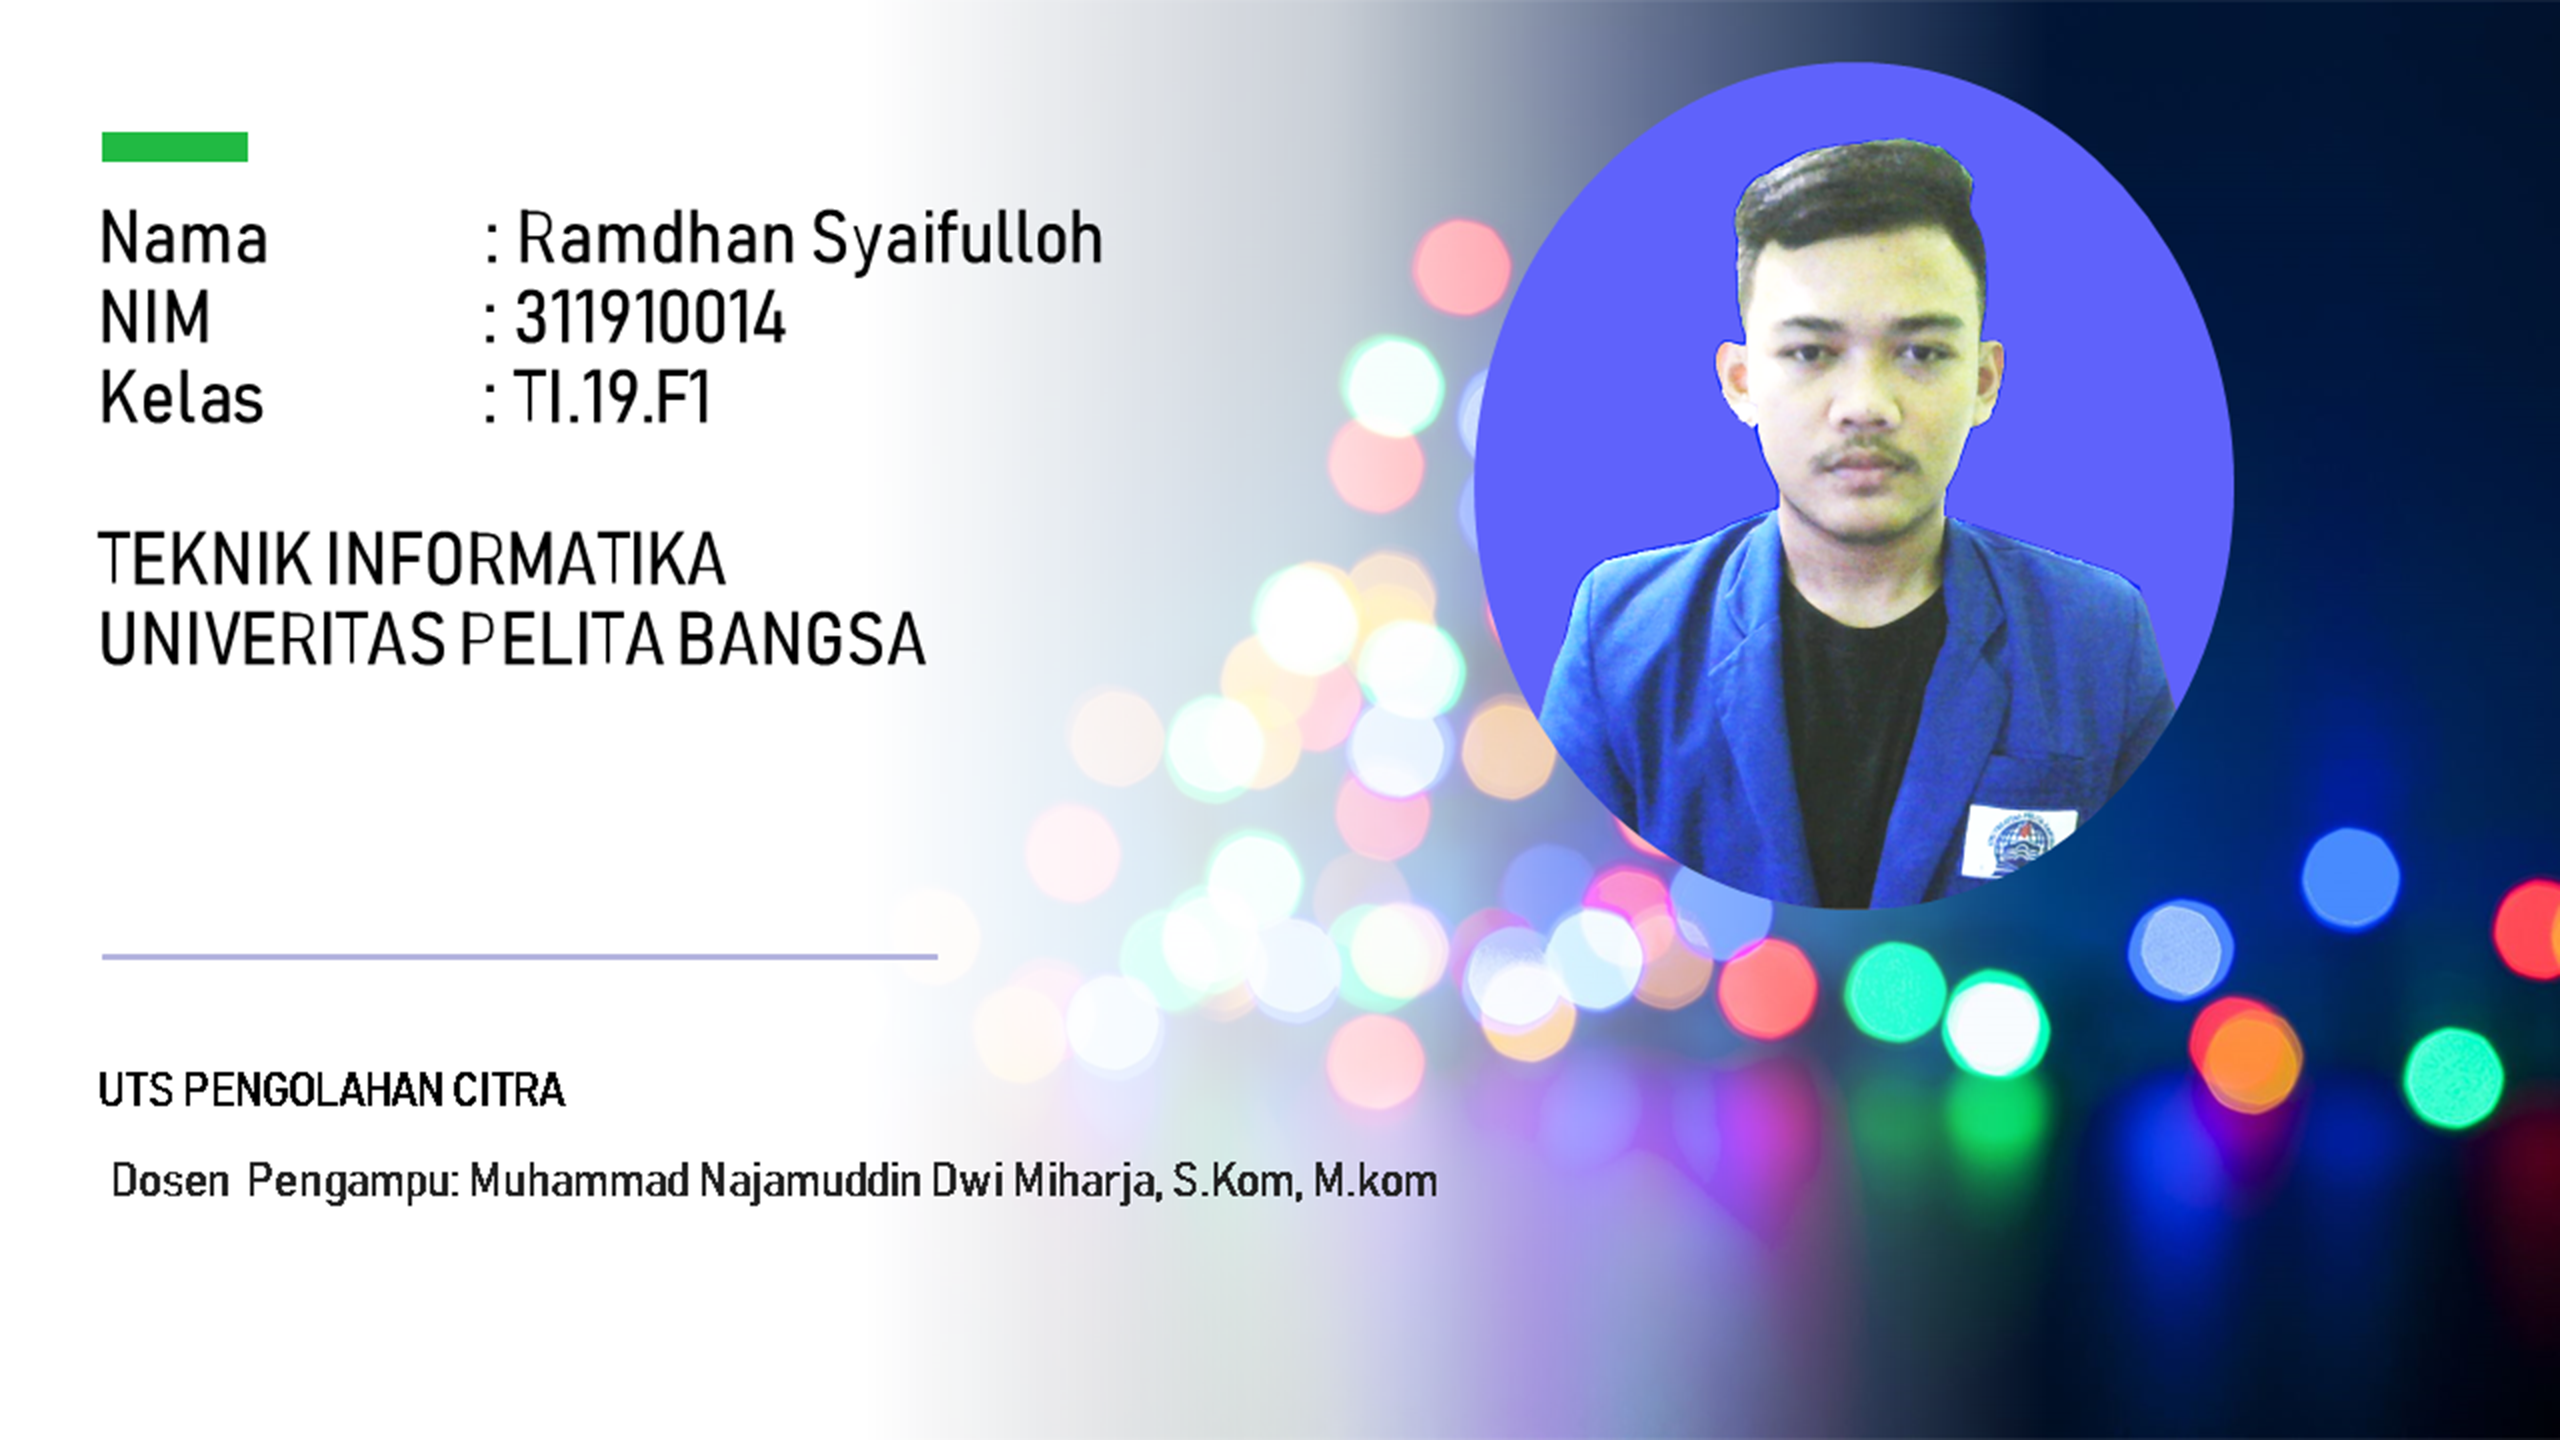 Nama : Ramdhan Syaifulloh
NIM : 311910014
Kelas : TI.19.F1
TEKNIK INFORMATIKA
UNIVERITAS PELITA BANGSA
UTS PENGOLAHAN CITRA
Dosen Pengampu: Muhammad Najamuddin Dwi Miharja, S.Kom, M.kom